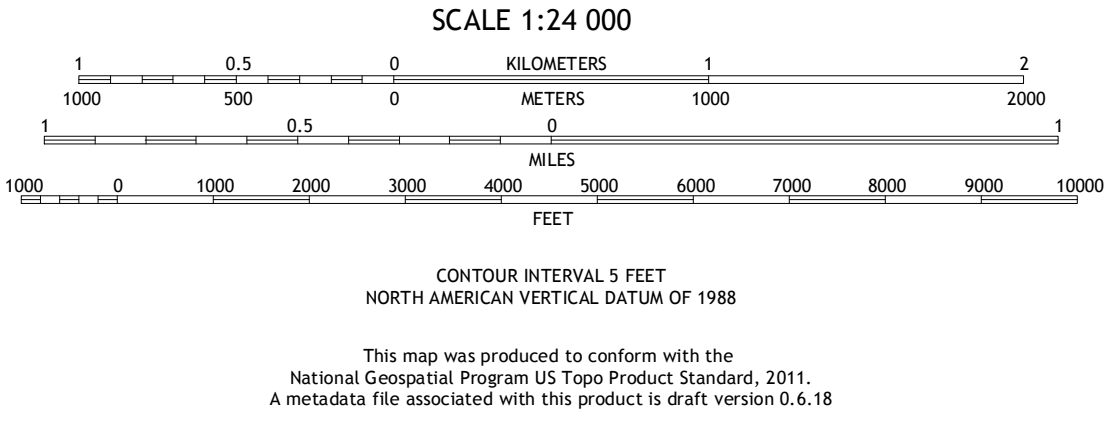 SCALE 1:24 000
1 0.5 0 KILOMETERS 1 2
1000 500 0 METERS 1000 2000
1 0.5 0 1
MILES
1000 0 1000 2000 3000 4000 5000 6000 7000 8000 9000 10000
FEET
CONTOUR INTERVAL 5 FEET
NORTH AMERICAN VERTICAL DATUM OF 1988
This map was produced to conform with the
National Geospatial Program US Topo Product Standard, 2011.
A metadata file associated with this product is draft version 0.6.18